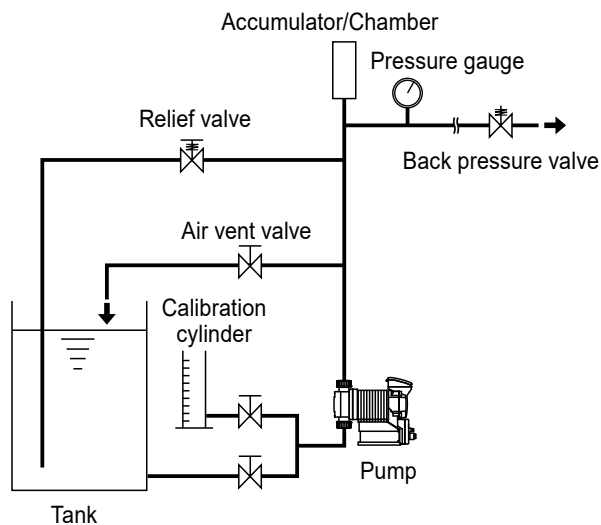 Accumulator/Chamber
Pressure gauge
Relief valve
Back pressure valve
Air vent valve
Calibration
cylinder
Pump
Tank